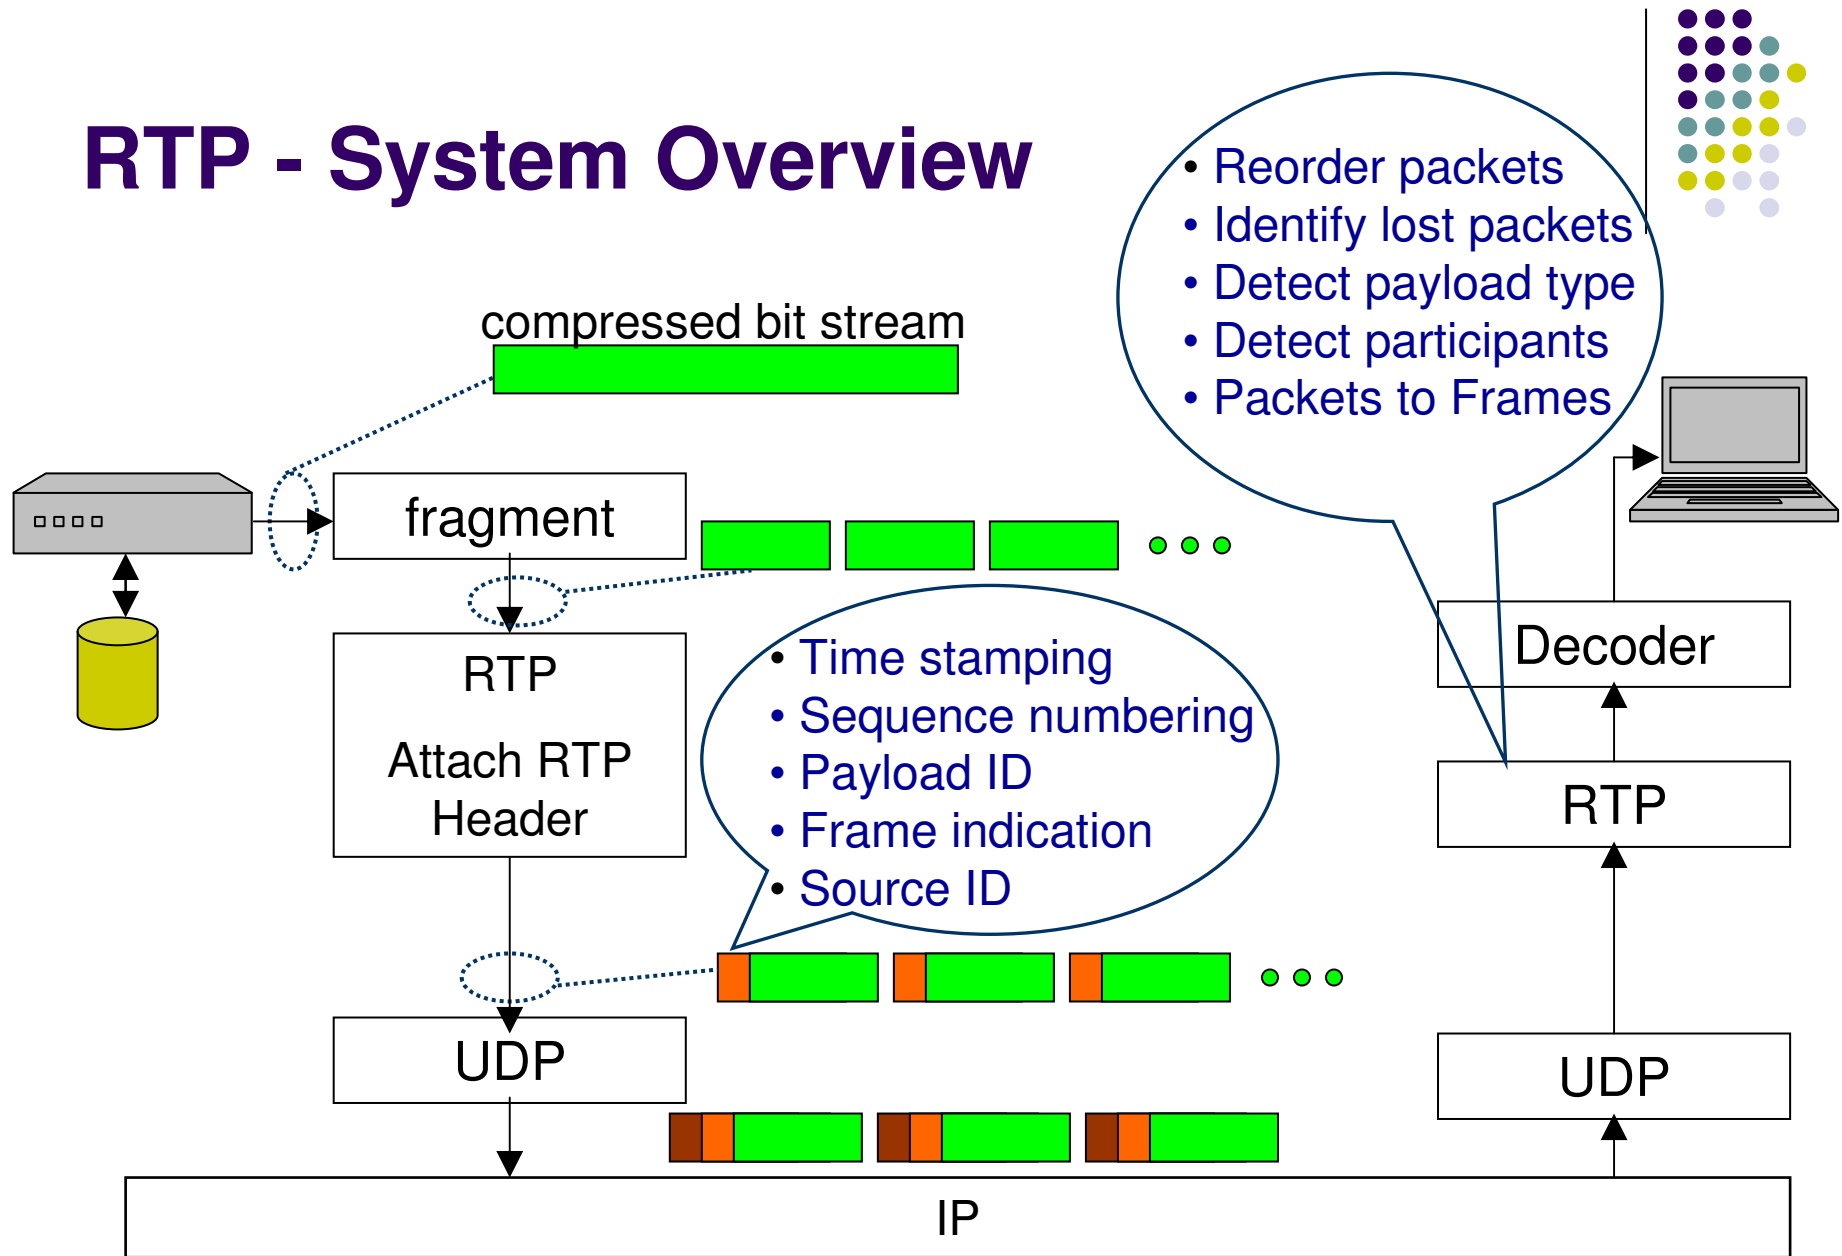 RTP - System Overview
• Reorder packets
• Identify lost packets
• Detect payload type
• Detect participants
• Packets to Frames
compressed bit stream
fragment
RTP
Attach RTP
Header
• Time stamping
• Sequence numbering
• Payload ID
• Frame indication
• Source ID
Decoder
RTP
UDP
UDP
IP